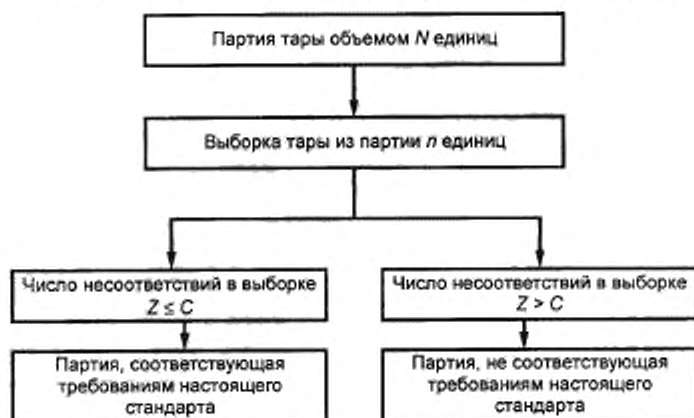 Партия тары объемом N единиц
Выборка тары из партии n единиц
Число несоответствий в выборке
Z ≤ C
Число несоответствий в выборке
Z > C
Партия, соответствующая
требованиям настоящего
стандарта
Партия, не соответствующая
требованиям настоящего
стандарта